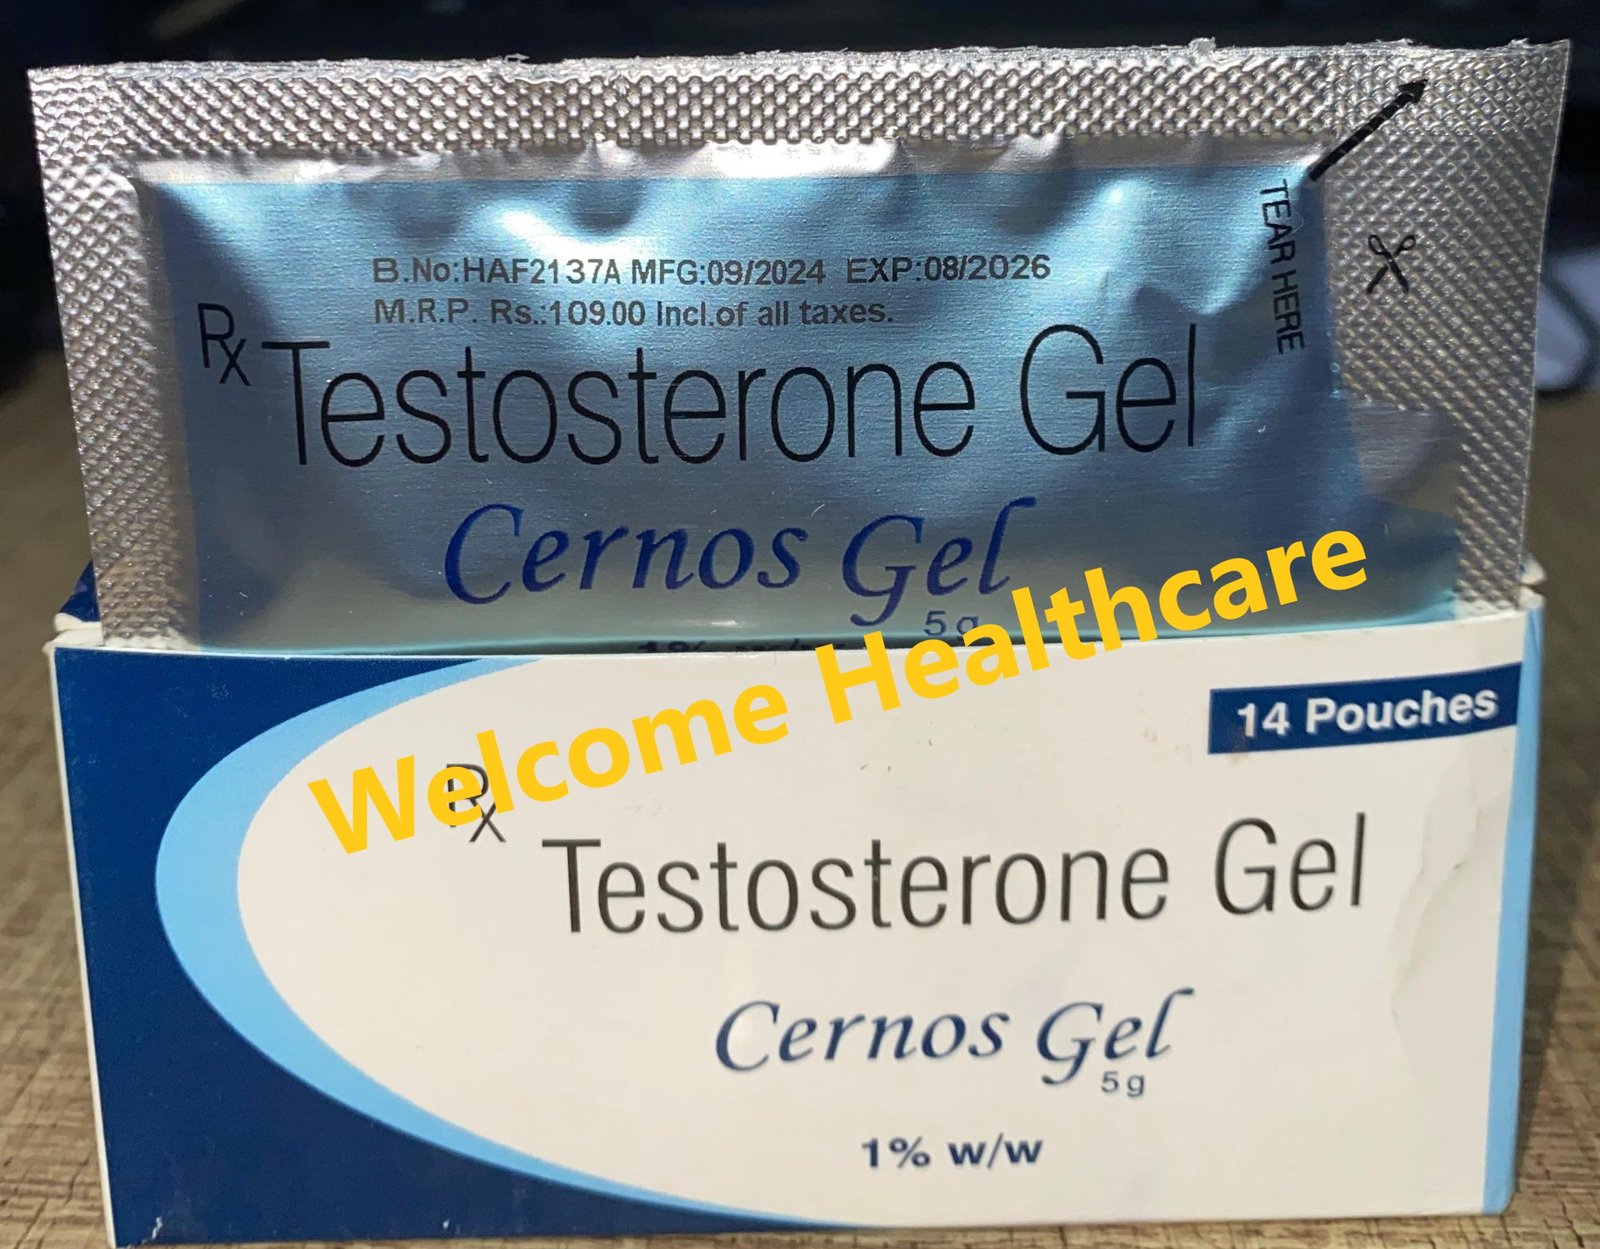 B.No:HAF2137A MFG:09/2024 EXP:08/2026
M.R.P. Rs.:109.00 Incl.of all taxes.
TEAR HERE
Rx Testosterone Gel
Cernos Gel
5g
Welcome Healthcare
14 Pouches
Rx
Testosterone Gel
Cernos Gel
5g
1% w/w